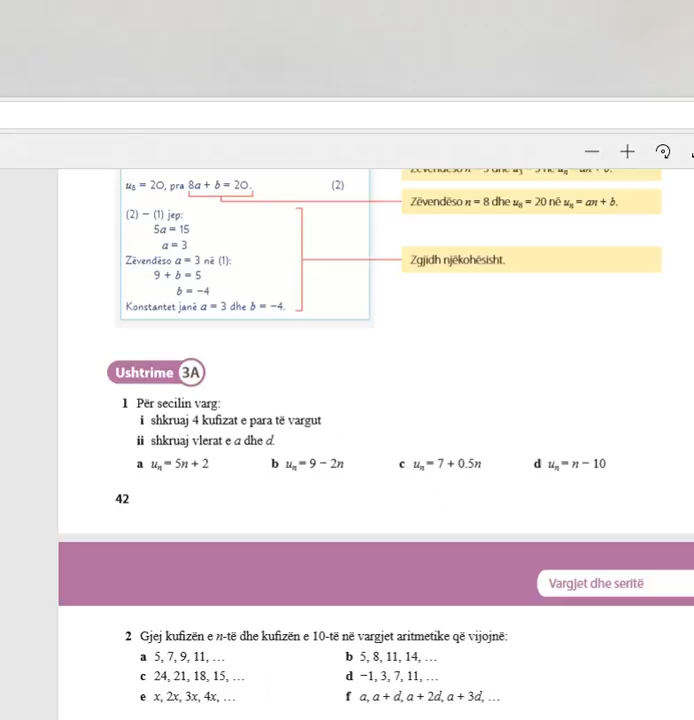 u₈ = 20, pra 8a + b = 20. (2)
Zëvendëso n = 8 dhe u₈ = 20 në uₙ = an + b.
(2) − (1) jep:
5a = 15
a = 3
Zëvendëso a = 3 në (1):
Zgjidh njëkohësisht.
9 + b = 5
b = −4
Konstantet janë a = 3 dhe b = −4.
Ushtrime 3A
1 Për secilin varg:
i shkruaj 4 kufizat e para të vargut
ii shkruaj vlerat e a dhe d.
a uₙ = 5n + 2 b uₙ = 9 − 2n c uₙ = 7 + 0.5n d uₙ = n − 10
42
Vargjet dhe seritë
2 Gjej kufizën e n-të dhe kufizën e 10-të në vargjet aritmetike që vijojnë:
a 5, 7, 9, 11, … b 5, 8, 11, 14, …
c 24, 21, 18, 15, … d −1, 3, 7, 11, …
e x, 2x, 3x, 4x, … f a, a + d, a + 2d, a + 3d, …